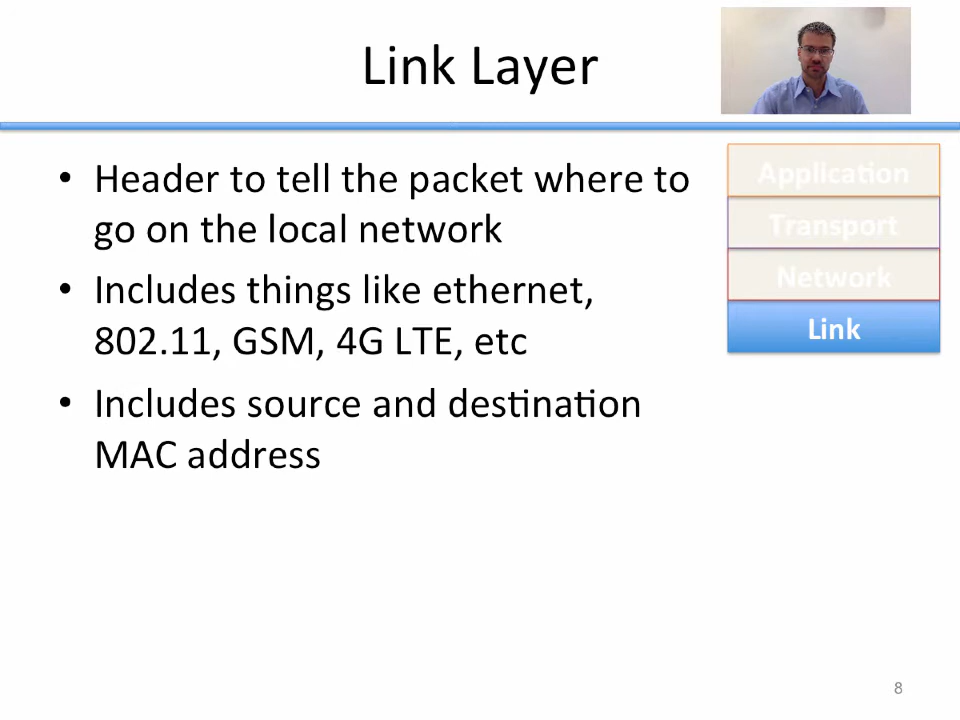 Link Layer
• Header to tell the packet where to
go on the local network
• Includes things like ethernet,
802.11, GSM, 4G LTE, etc
• Includes source and destination
MAC address
Application
Transport
Network
Link
8